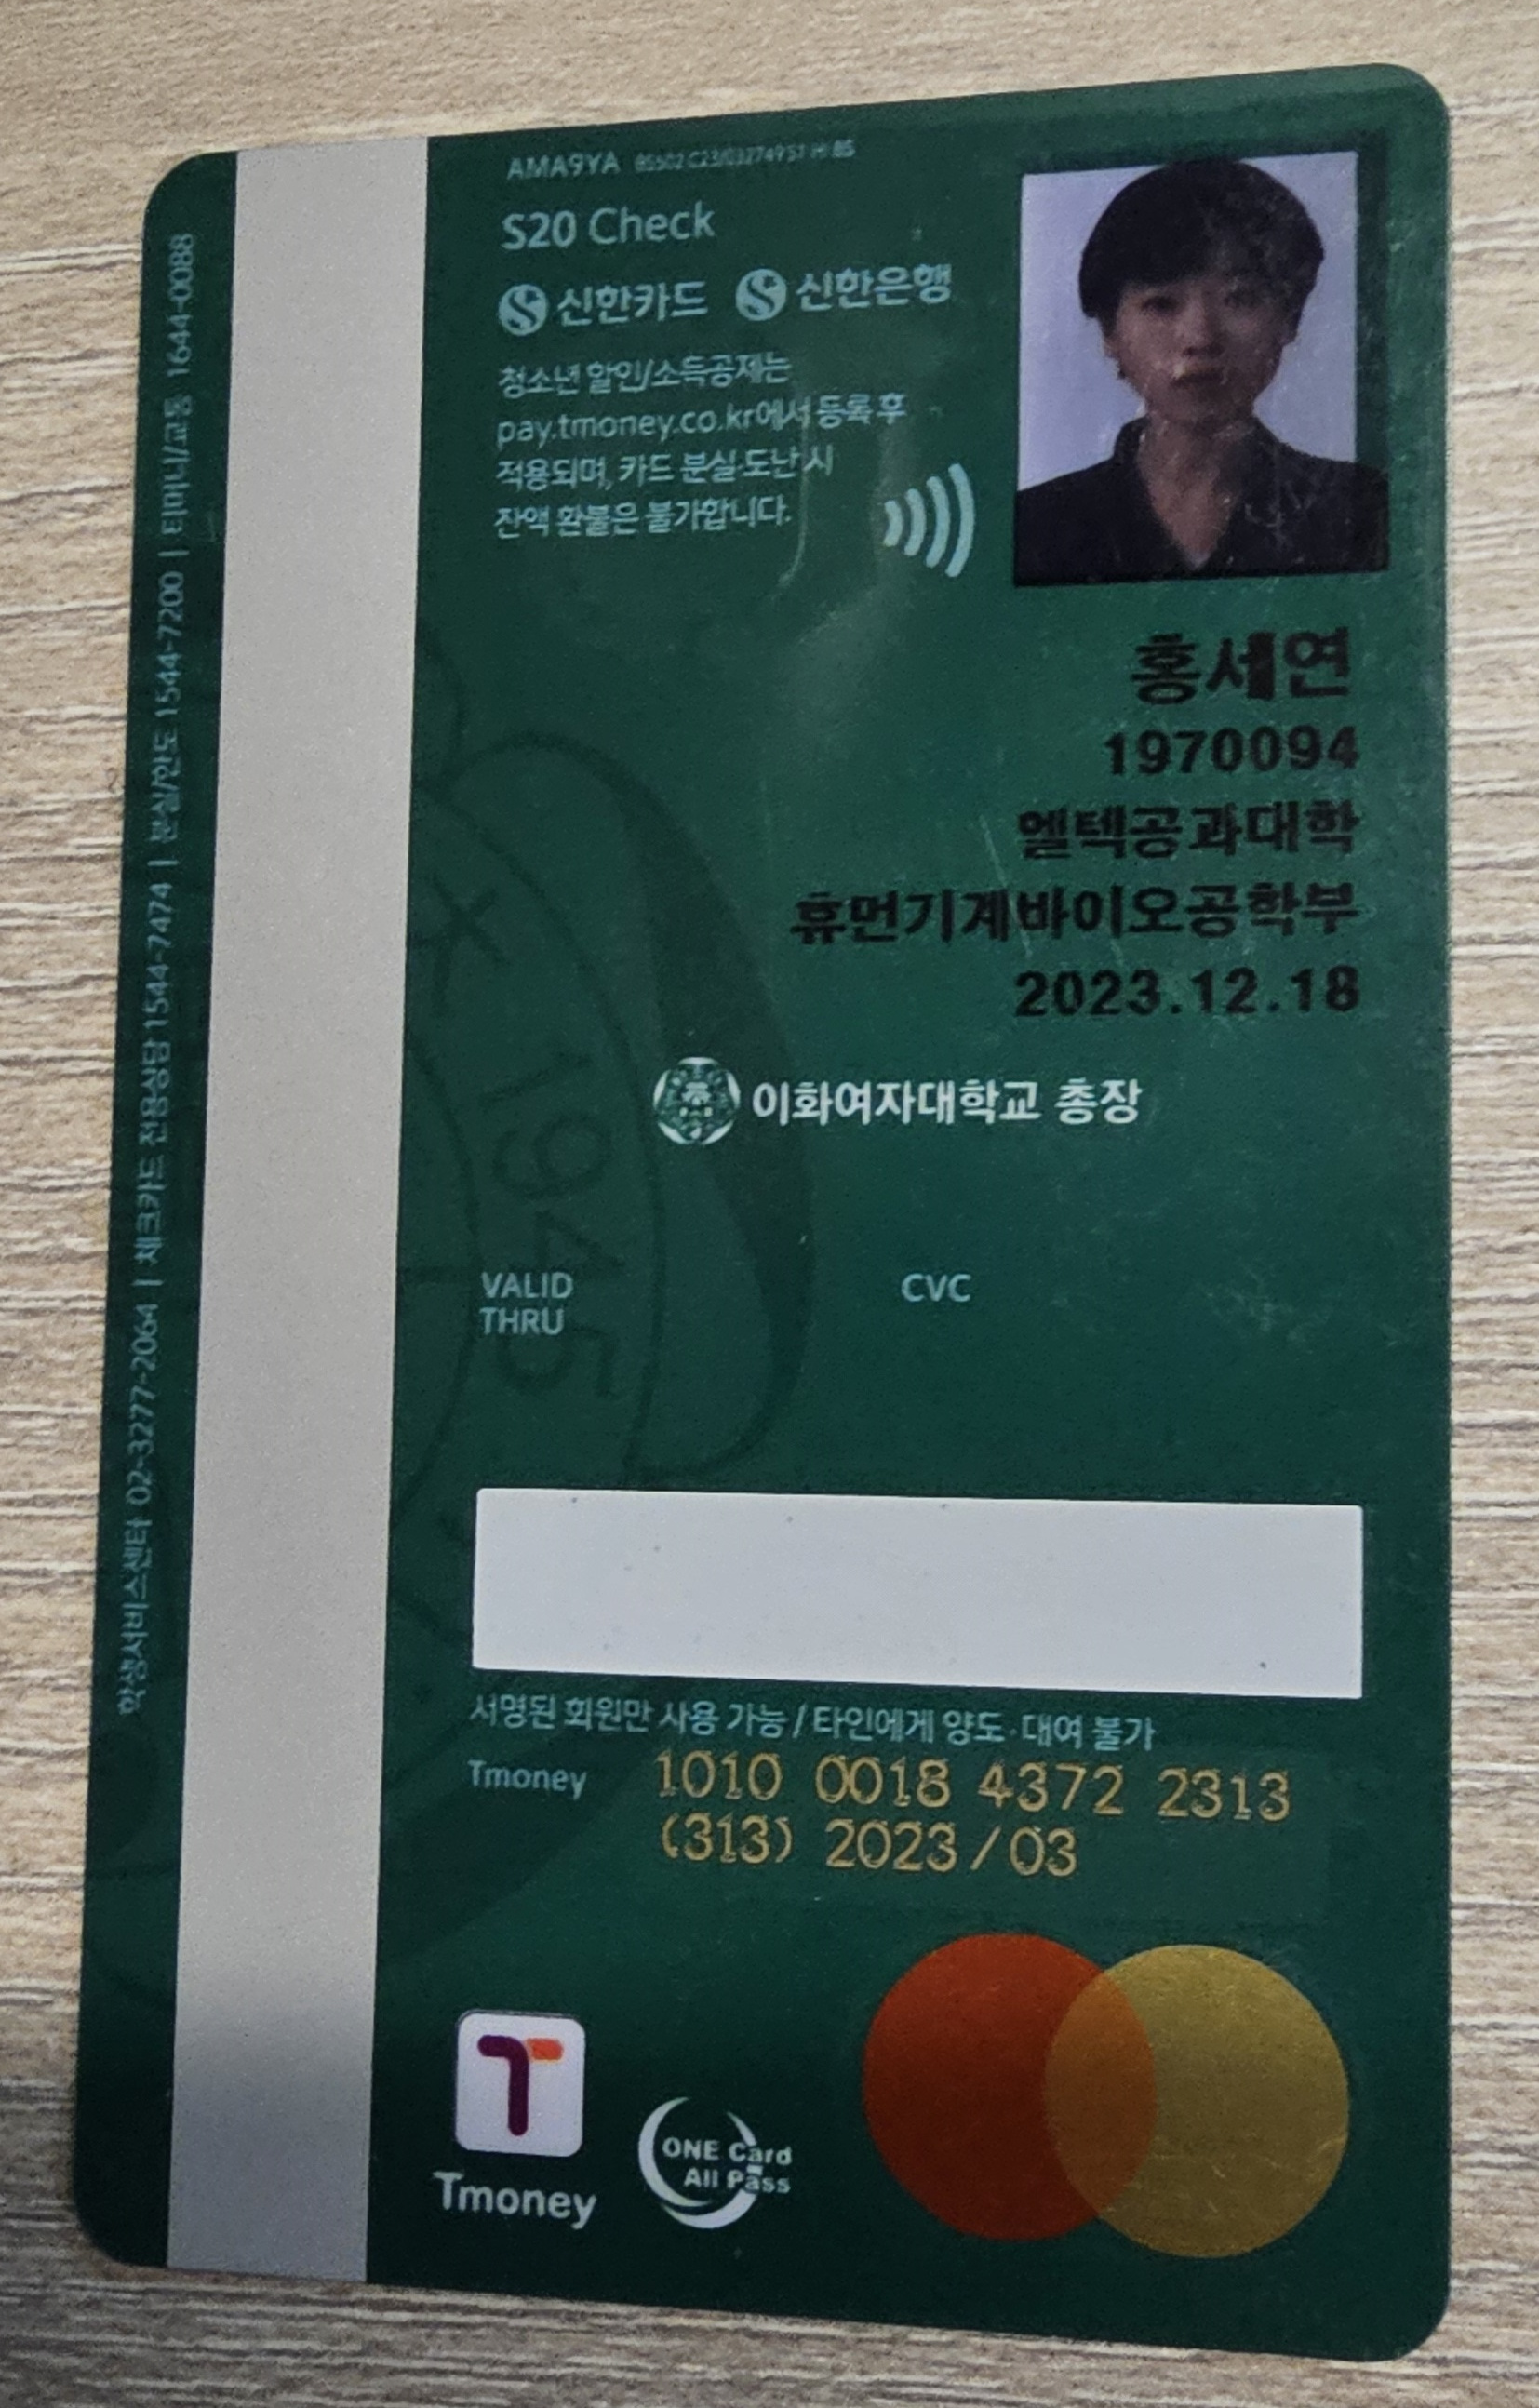 AMA9YA
S20 Check
신한카드 신한은행
청소년 할인/소득공제는
pay.tmoney.co.kr에서 등록 후
적용되며, 카드 분실·도난 시
잔액 환불은 불가합니다.
홍세연
1970094
엘텍공과대학
휴먼기계바이오공학부
2023.12.18
이화여자대학교 총장
1945
VALID
THRU
CVC
서명된 회원만 사용 가능 / 타인에게 양도·대여 불가
Tmoney 1010 0018 4372 2313
(313) 2023/03
Tmoney
ONE Card
All Pass
학생서비스센터 02-3277-2064 | 체크카드 전용상담 1544-7474 | 분실/한도 1544-7200 | 티머니/교통 1644-0088